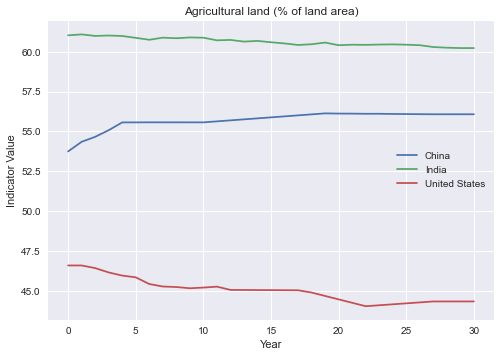 Agricultural land (% of land area)
Indicator Value
60.0
57.5
55.0
52.5
50.0
47.5
45.0
China
India
United States
0
5
10
15
20
25
30
Year